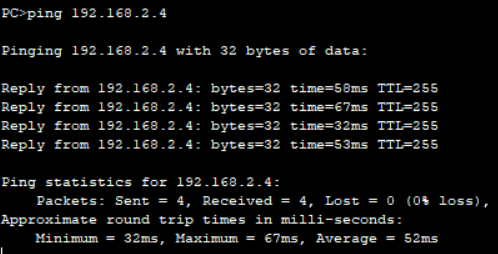 PC>ping 192.168.2.4
Pinging 192.168.2.4 with 32 bytes of data:
Reply from 192.168.2.4: bytes=32 time=58ms TTL=255
Reply from 192.168.2.4: bytes=32 time=67ms TTL=255
Reply from 192.168.2.4: bytes=32 time=32ms TTL=255
Reply from 192.168.2.4: bytes=32 time=53ms TTL=255
Ping statistics for 192.168.2.4:
Packets: Sent = 4, Received = 4, Lost = 0 (0% loss),
Approximate round trip times in milli-seconds:
Minimum = 32ms, Maximum = 67ms, Average = 52ms